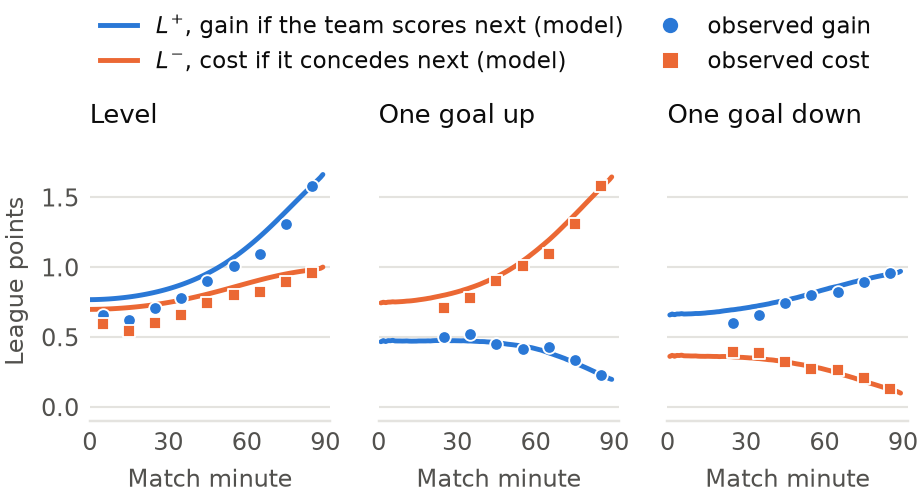 L⁺, gain if the team scores next (model)
observed gain
L⁻, cost if it concedes next (model)
observed cost
Level
One goal up
One goal down
League points
1.5
1.0
0.5
0.0
0 30 60 90
0 30 60 90
0 30 60 90
Match minute
Match minute
Match minute